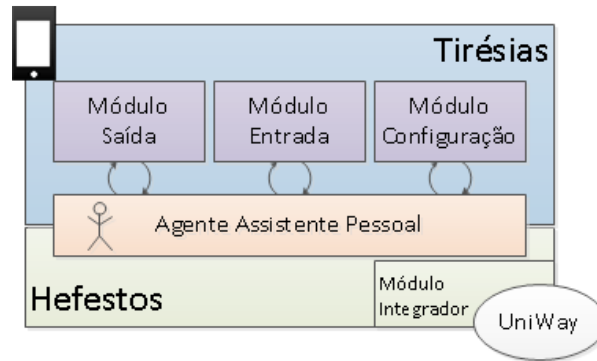 Tirésias
Módulo
Saída
Módulo
Entrada
Módulo
Configuração
Agente Assistente Pessoal
Hefestos
Módulo
Integrador
UniWay